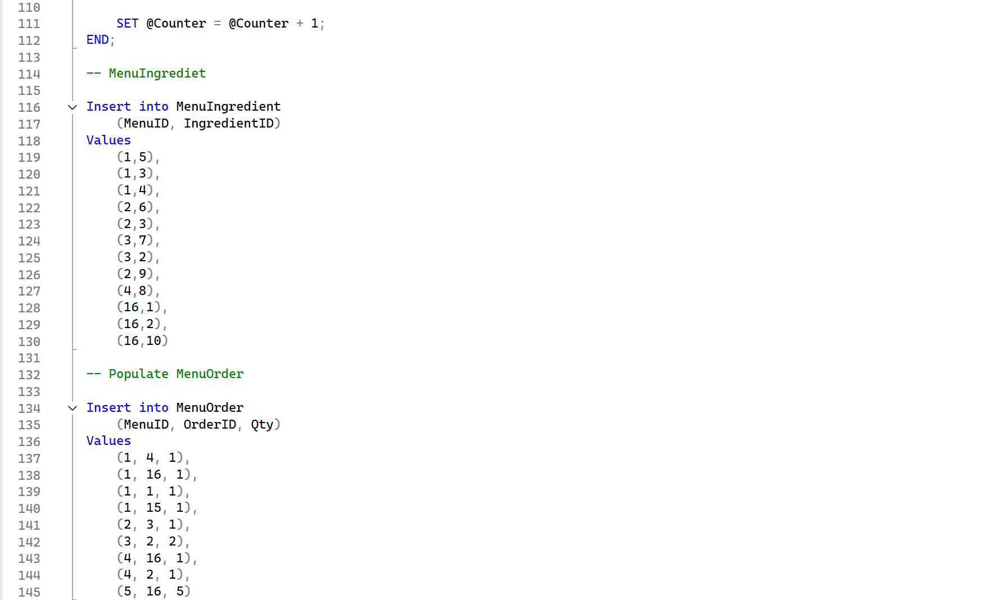 110
111 SET @Counter = @Counter + 1;
112 END;
113
114 -- MenuIngrediet
115
116 Insert into MenuIngredient
117 (MenuID, IngredientID)
118 Values
119 (1,5),
120 (1,3),
121 (1,4),
122 (2,6),
123 (2,3),
124 (3,7),
125 (3,2),
126 (2,9),
127 (4,8),
128 (16,1),
129 (16,2),
130 (16,10)
131
132 -- Populate MenuOrder
133
134 Insert into MenuOrder
135 (MenuID, OrderID, Qty)
136 Values
137 (1, 4, 1),
138 (1, 16, 1),
139 (1, 1, 1),
140 (1, 15, 1),
141 (2, 3, 1),
142 (3, 2, 2),
143 (4, 16, 1),
144 (4, 2, 1),
145 (5, 16, 5)